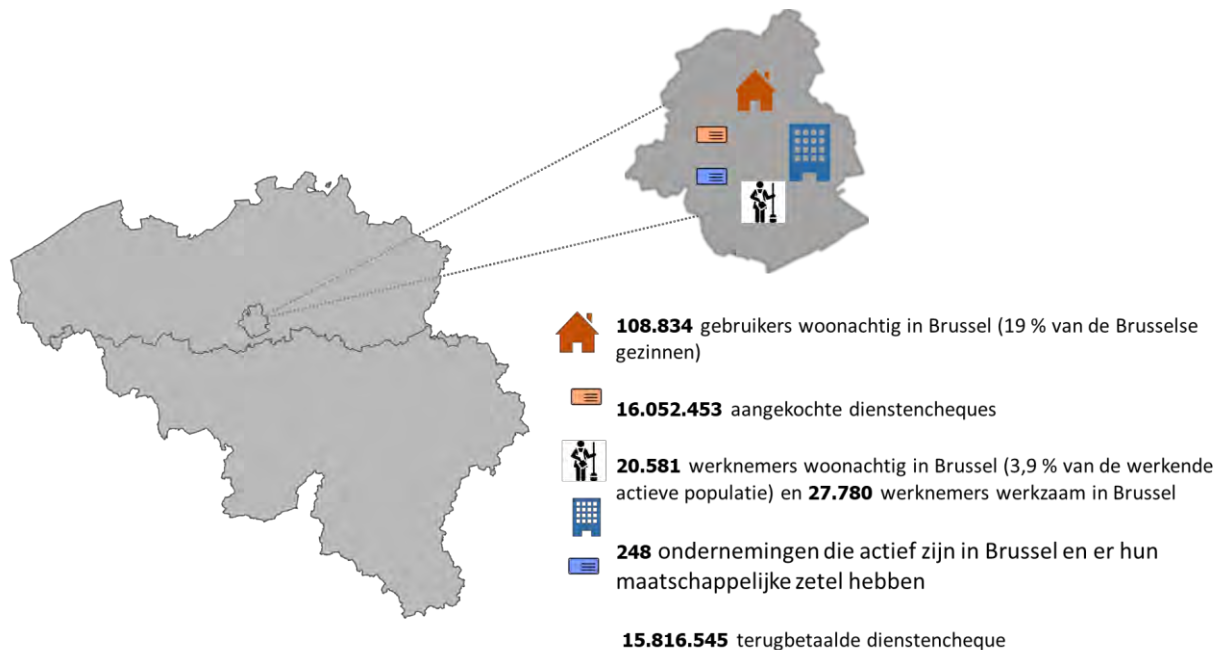 108.834 gebruikers woonachtig in Brussel (19 % van de Brusselse
gezinnen)
16.052.453 aangekochte dienstencheques
20.581 werknemers woonachtig in Brussel (3,9 % van de werkende
actieve populatie) en 27.780 werknemers werkzaam in Brussel
248 ondernemingen die actief zijn in Brussel en er hun
maatschappelijke zetel hebben
15.816.545 terugbetaalde dienstencheque